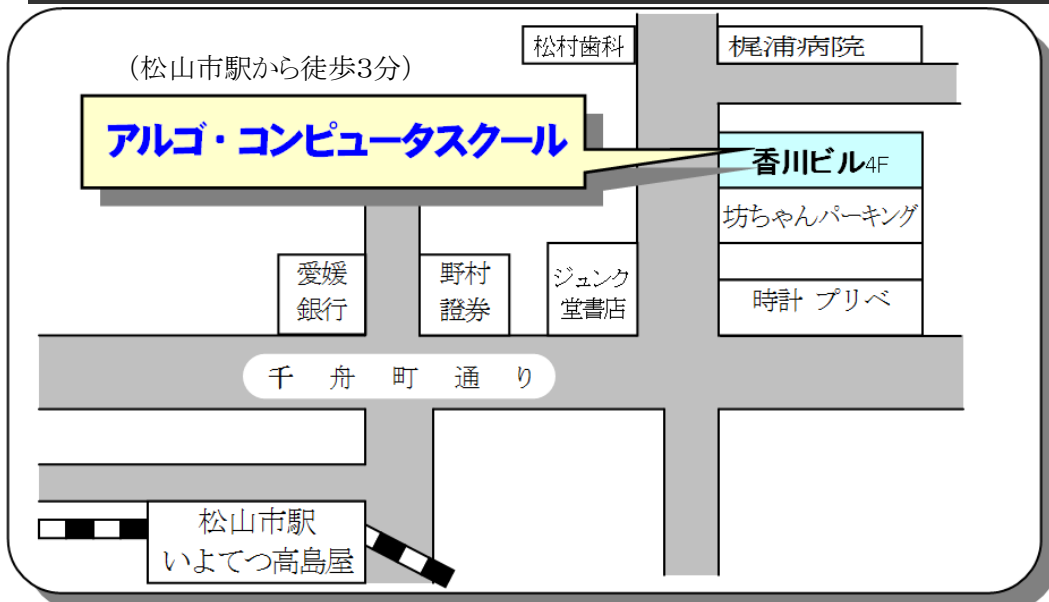 松村歯科
梶浦病院
（松山市駅から徒歩3分）
アルゴ・コンピュータスクール
香川ビル4F
坊ちゃんパーキング
愛媛
銀行
野村
證券
ジュンク
堂書店
時計 プリベ
千舟町通り
松山市駅
いよてつ高島屋